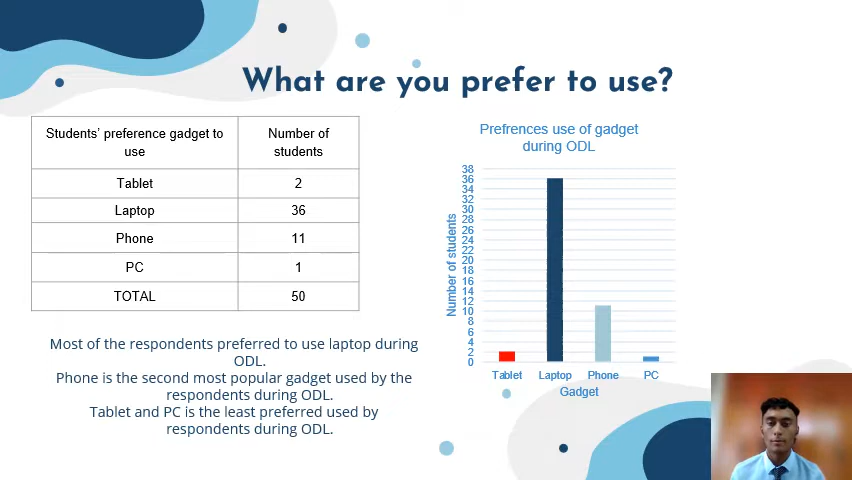 What are you prefer to use?
Students' preference gadget to
use
Number of
students
Tablet
2
Laptop
36
Phone
11
PC
1
TOTAL
50
Most of the respondents preferred to use laptop during
ODL.
Phone is the second most popular gadget used by the
respondents during ODL.
Tablet and PC is the least preferred used by
respondents during ODL.
Prefrences use of gadget
during ODL
Number of students
38
36
34
32
30
28
26
24
22
20
18
16
14
12
10
8
6
4
2
0
Tablet
Laptop
Phone
PC
Gadget